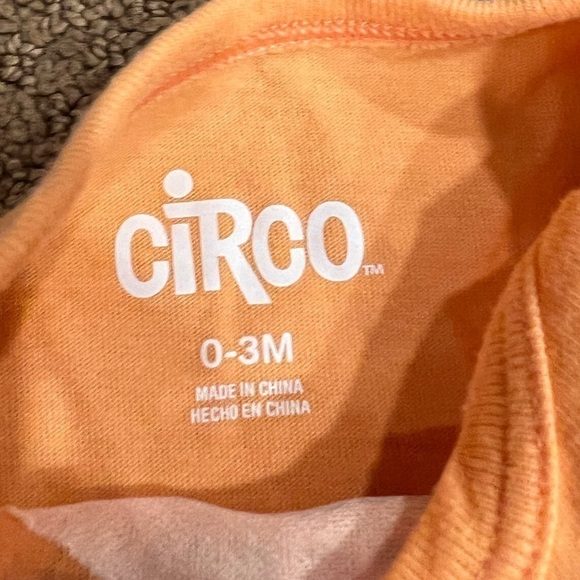 CiRCO™
0-3M
MADE IN CHINA
HECHO EN CHINA